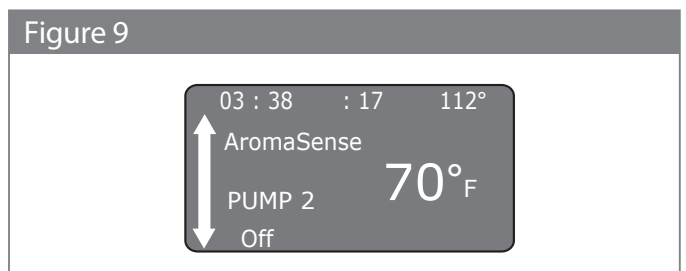 Figure 9
03 : 38 : 17 112°
AromaSense
70°F
PUMP 2
Off